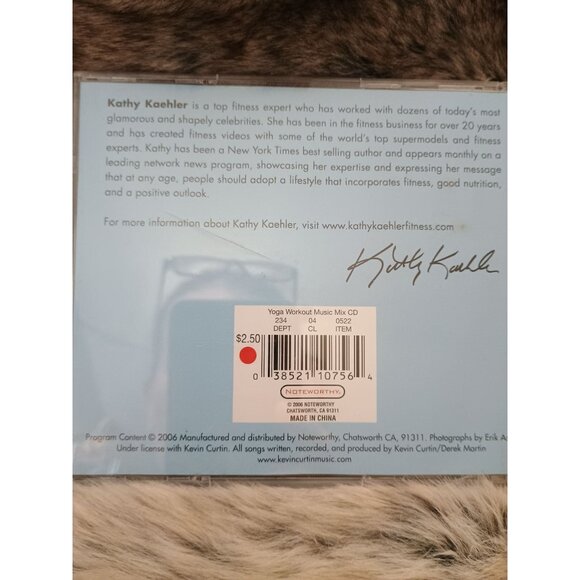 Kathy Kaehler is a top fitness expert who has worked with dozens of today's most
glamorous and shapely celebrities. She has been in the fitness business for over 20 years
and has created fitness videos with some of the world's top supermodels and fitness
experts. Kathy has been a New York Times best selling author and appears monthly on a
leading network news program, showcasing her expertise and expressing her message
that at any age, people should adopt a lifestyle that incorporates fitness, good nutrition,
and a positive outlook.
For more information about Kathy Kaehler, visit www.kathykaehlerfitness.com
Kathy Kaehler
Yoga Workout Music Mix CD
234 04 0522
DEPT CL ITEM
$2.50
0 38521 10756 4
NOTEWORTHY
© 2006 NOTEWORTHY
CHATSWORTH, CA 91311
MADE IN CHINA
Program Content © 2006 Manufactured and distributed by Noteworthy, Chatsworth CA, 91311. Photographs by Erik
Under license with Kevin Curtin. All songs written, recorded, and produced by Kevin Curtin/Derek Martin
www.kevincurtinmusic.com